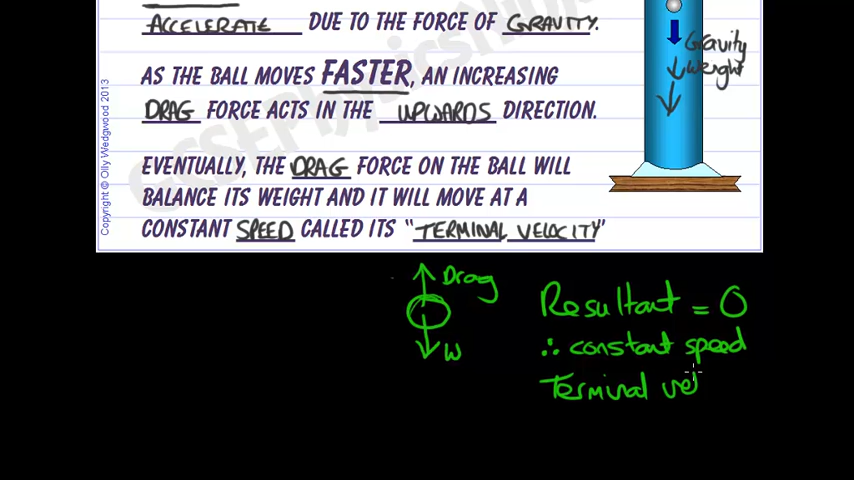 ACCELERATE DUE TO THE FORCE OF GRAVITY.
AS THE BALL MOVES FASTER, AN INCREASING
DRAG FORCE ACTS IN THE UPWARDS DIRECTION.
EVENTUALLY, THE DRAG FORCE ON THE BALL WILL
BALANCE ITS WEIGHT AND IT WILL MOVE AT A
CONSTANT SPEED CALLED ITS "TERMINAL VELOCITY"
Gravity
Weight
Copyright © Olly Wedgwood 2013
GCSEPhysicsNinja
Drag
W
Resultant = 0
∴ constant speed
Terminal vel